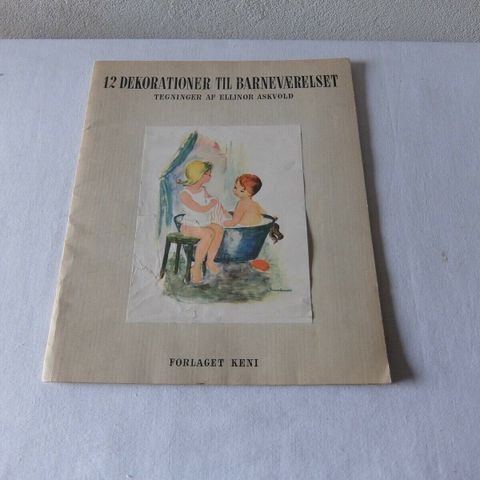 12 DEKORATIONER TIL BARNEVÆRELSET
TEGNINGER AF ELLINOR ASKVOLD
FORLAGET KENI